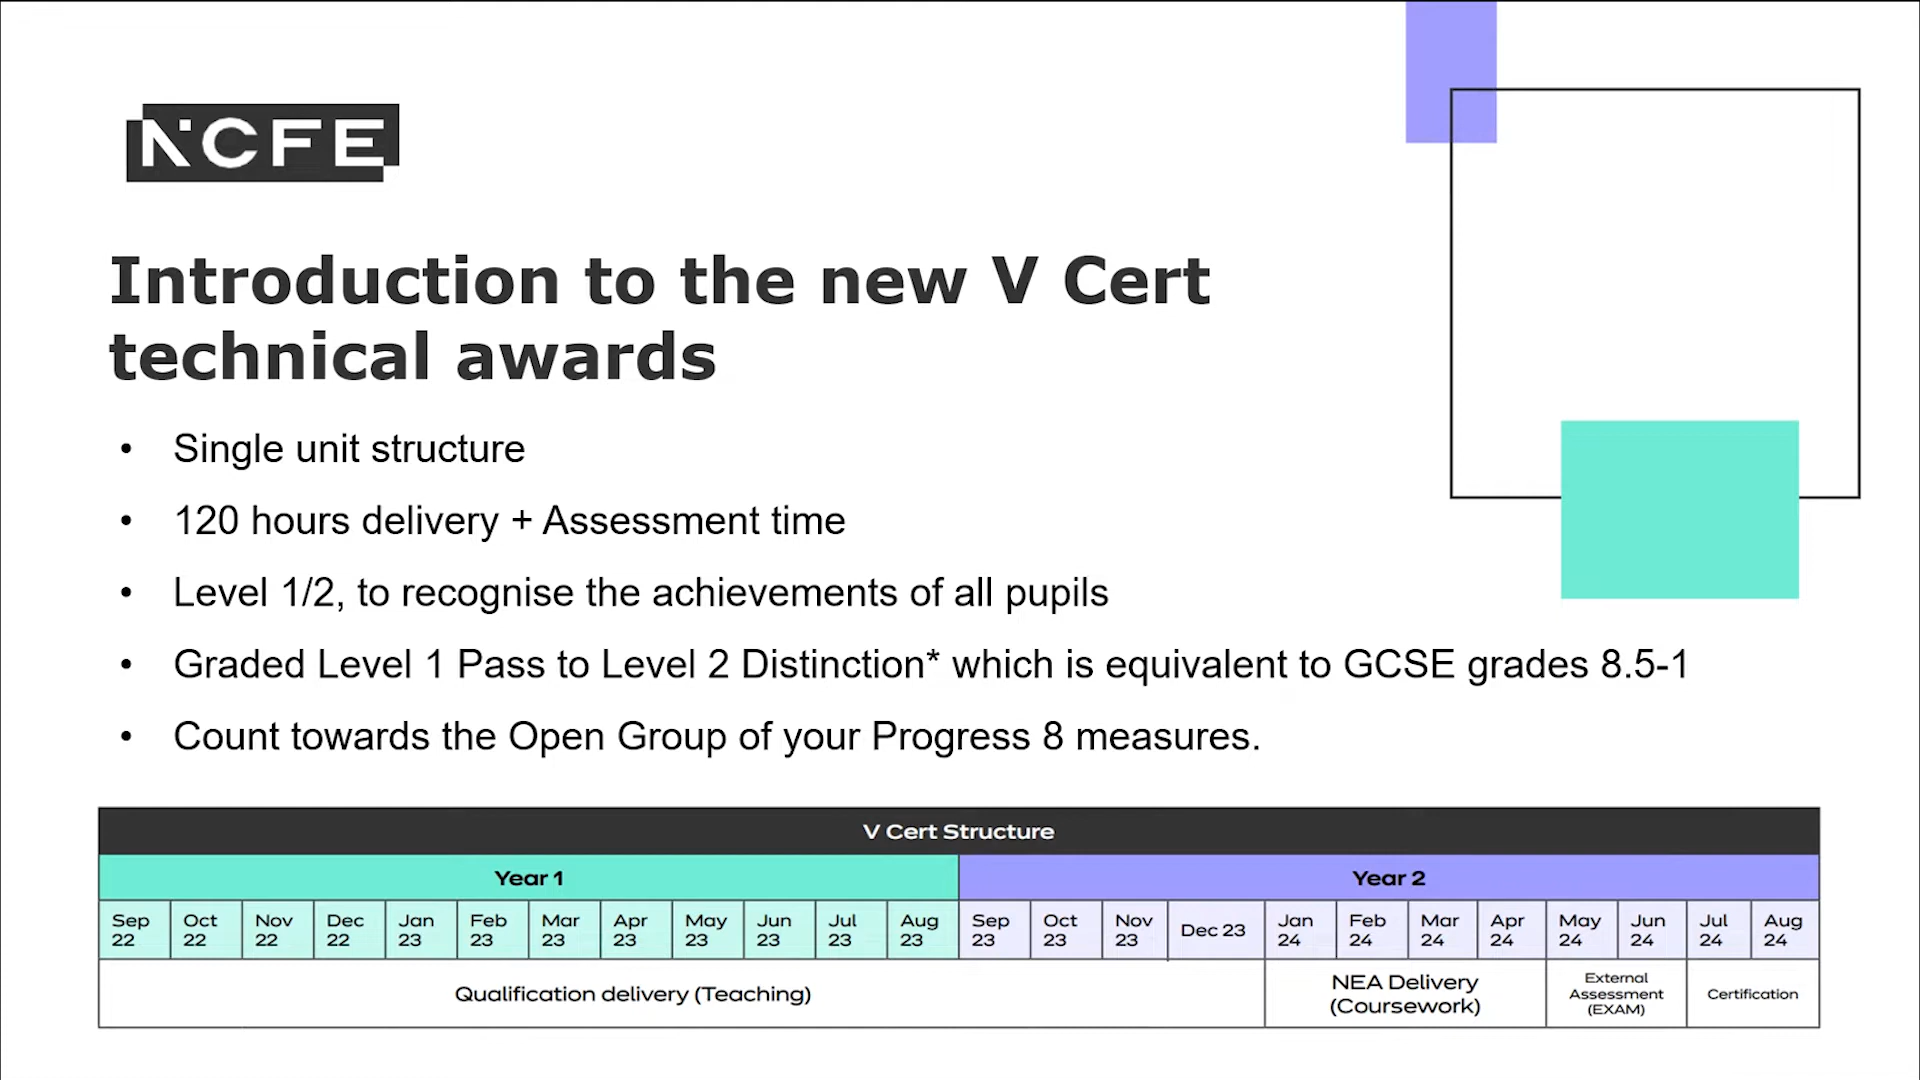 NCFE
Introduction to the new V Cert
technical awards
• Single unit structure
• 120 hours delivery + Assessment time
• Level 1/2, to recognise the achievements of all pupils
• Graded Level 1 Pass to Level 2 Distinction* which is equivalent to GCSE grades 8.5-1
• Count towards the Open Group of your Progress 8 measures.
V Cert Structure
Year 1 Year 2
Sep Oct Nov Dec Jan Feb Mar Apr May Jun Jul Aug Sep Oct Nov Dec 23 Jan Feb Mar Apr May Jun Jul Aug
22 22 22 22 23 23 23 23 23 23 23 23 23 23 23 24 24 24 24 24 24 24 24
Qualification delivery (Teaching)
NEA Delivery
(Coursework)
External
Assessment
(EXAM)
Certification